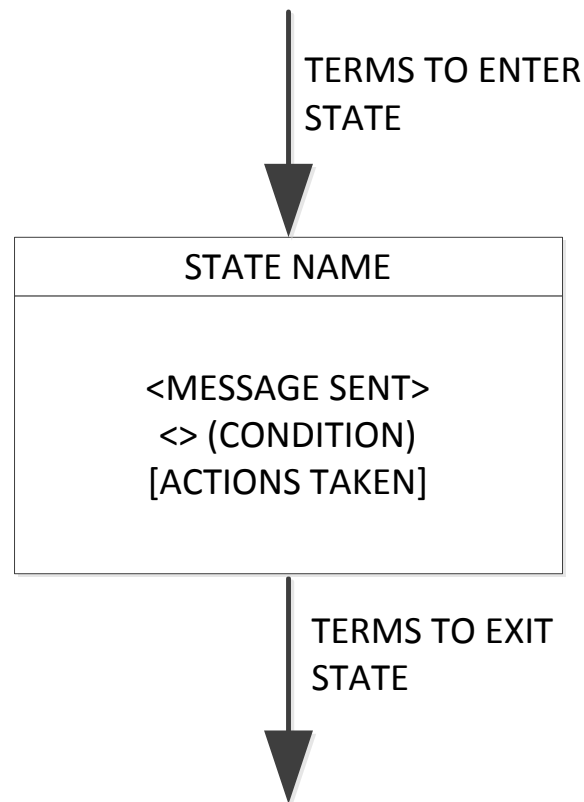 TERMS TO ENTER
STATE
STATE NAME
<MESSAGE SENT>
<> (CONDITION)
[ACTIONS TAKEN]
TERMS TO EXIT
STATE